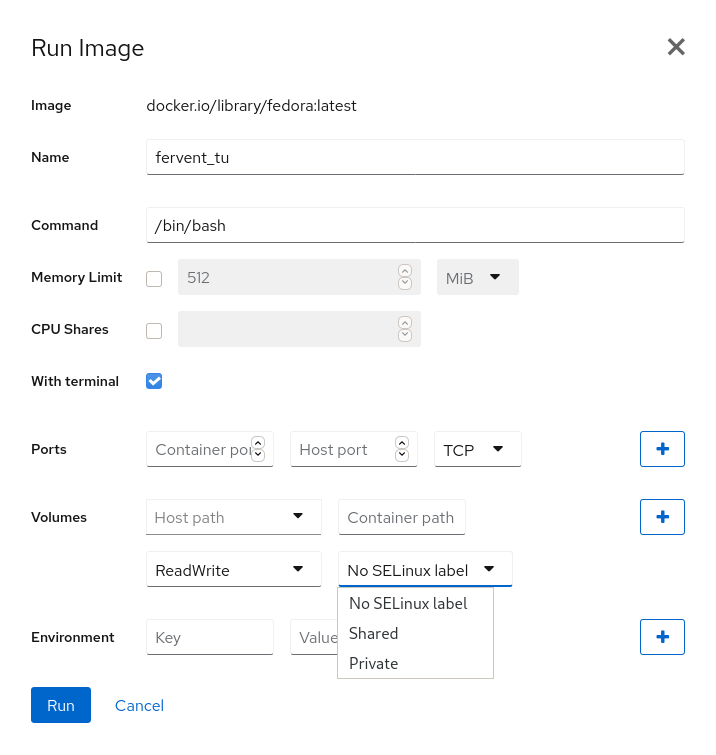 Run Image
Image docker.io/library/fedora:latest
Name fervent_tu
Command /bin/bash
Memory Limit 512 MiB
CPU Shares
With terminal
Ports Container por Host port TCP
Volumes Host path Container path
ReadWrite No SELinux label
No SELinux label
Shared
Environment Key Value
Private
Run Cancel